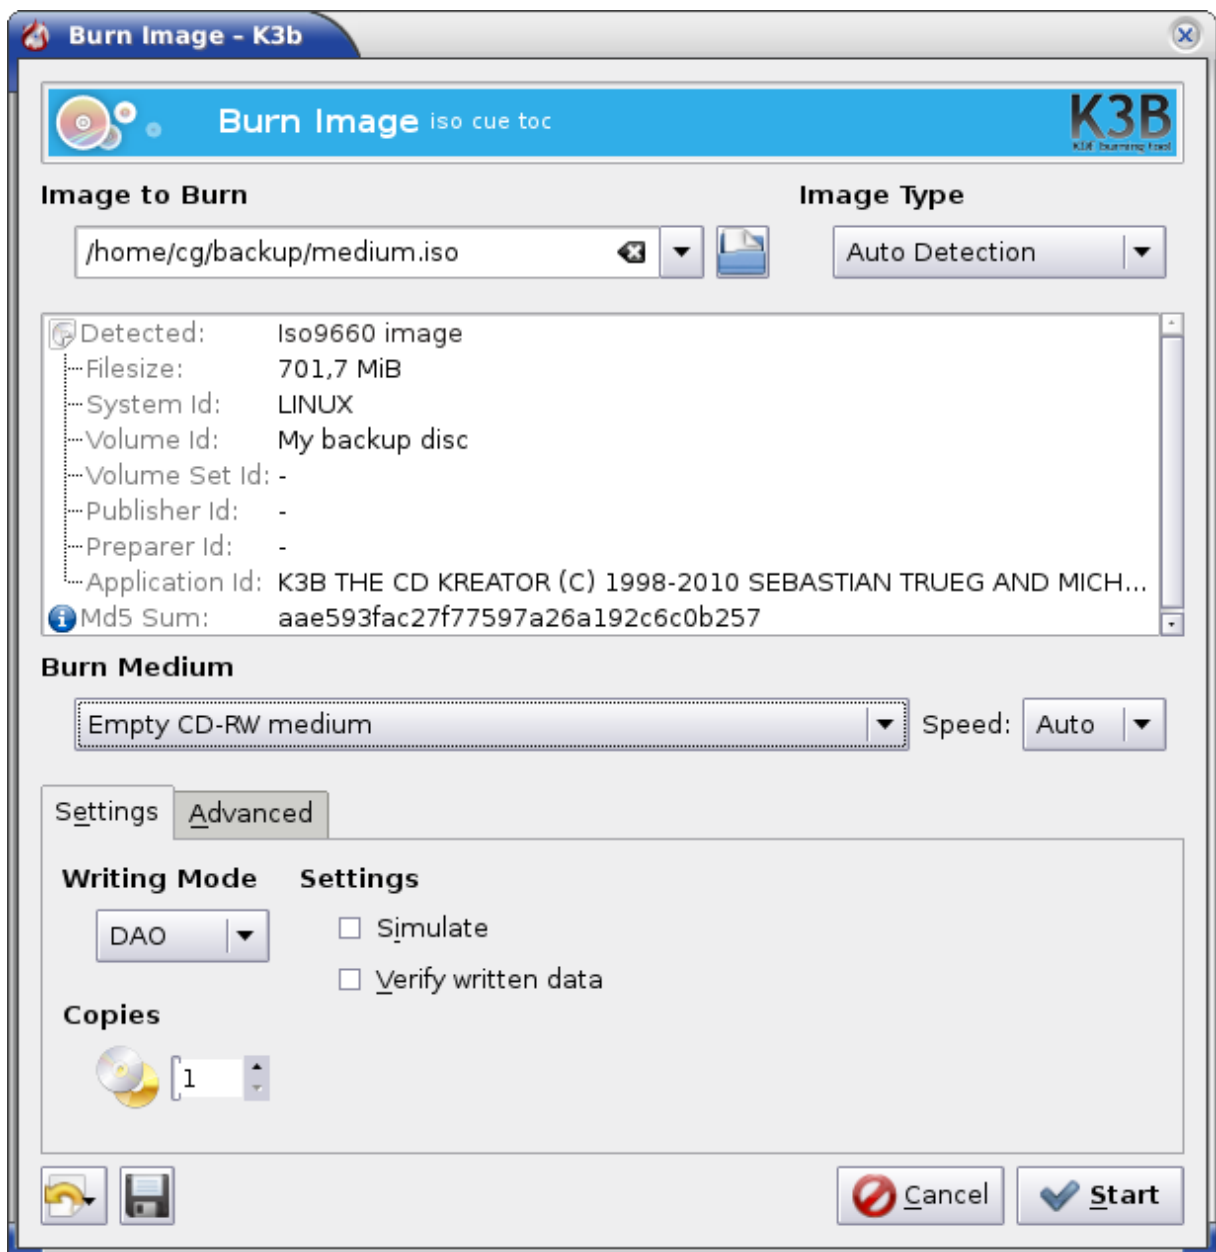 Burn Image – K3b
Burn Image iso cue toc
K3B
KDE burning tool
Image to Burn
Image Type
/home/cg/backup/medium.iso
Auto Detection
Detected: Iso9660 image
Filesize: 701,7 MiB
System Id: LINUX
Volume Id: My backup disc
Volume Set Id: -
Publisher Id: -
Preparer Id: -
Application Id: K3B THE CD KREATOR (C) 1998-2010 SEBASTIAN TRUEG AND MICH...
Md5 Sum: aae593fac27f77597a26a192c6c0b257
Burn Medium
Empty CD-RW medium
Speed: Auto
Settings Advanced
Writing Mode
Settings
DAO
Simulate
Verify written data
Copies
1
Cancel
Start